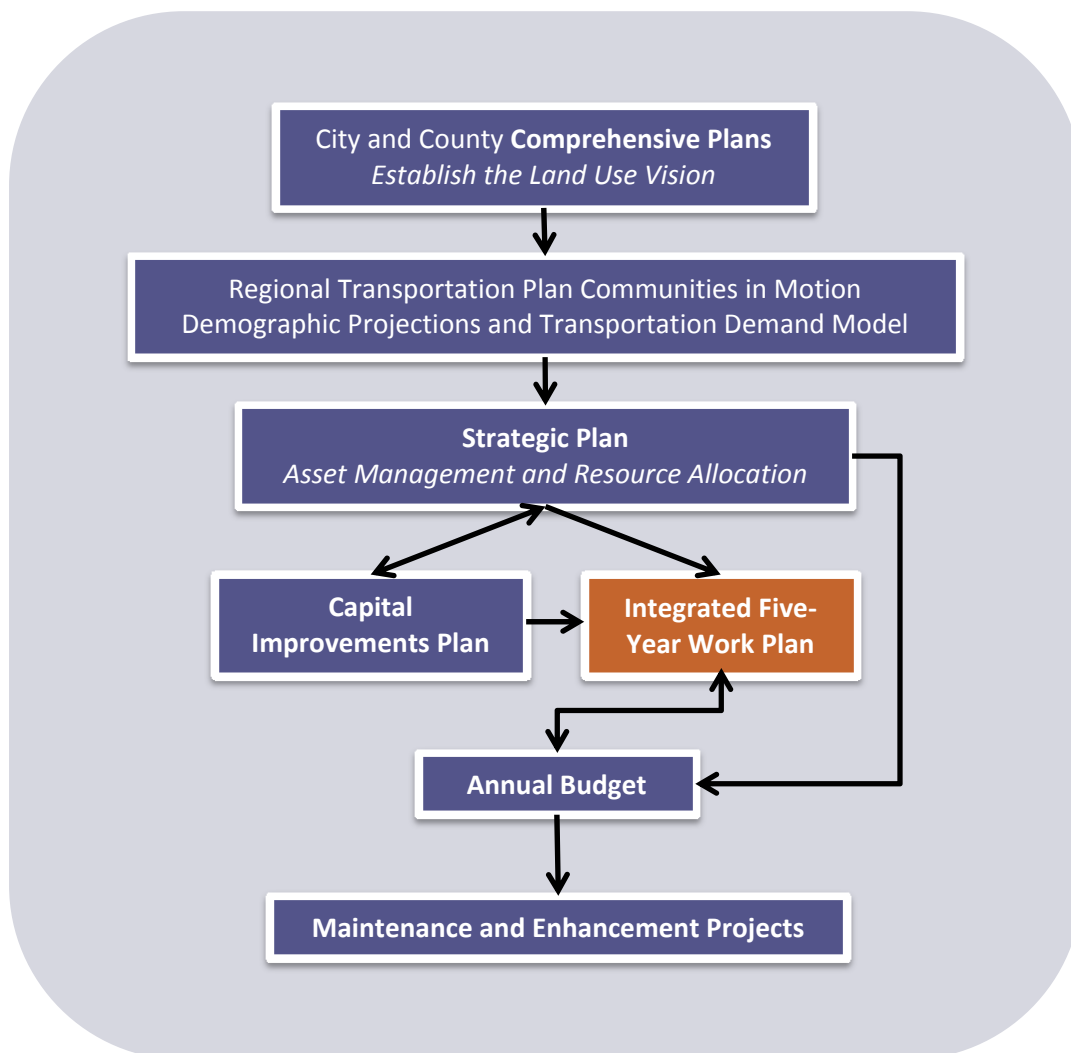 City and County Comprehensive Plans
Establish the Land Use Vision
Regional Transportation Plan Communities in Motion
Demographic Projections and Transportation Demand Model
Strategic Plan
Asset Management and Resource Allocation
Capital
Improvements Plan
Integrated Five-
Year Work Plan
Annual Budget
Maintenance and Enhancement Projects